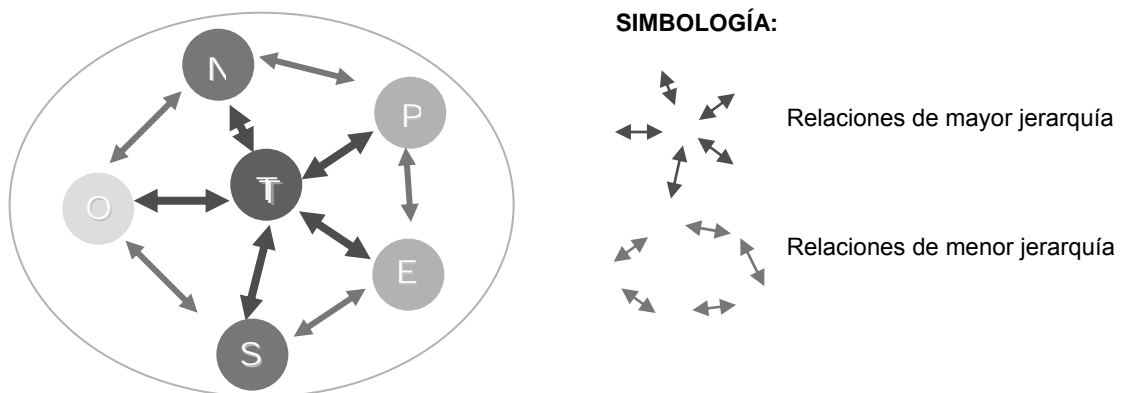 SIMBOLOGÍA:
N
P
Relaciones de mayor jerarquía
T
O
Relaciones de menor jerarquía
E
S